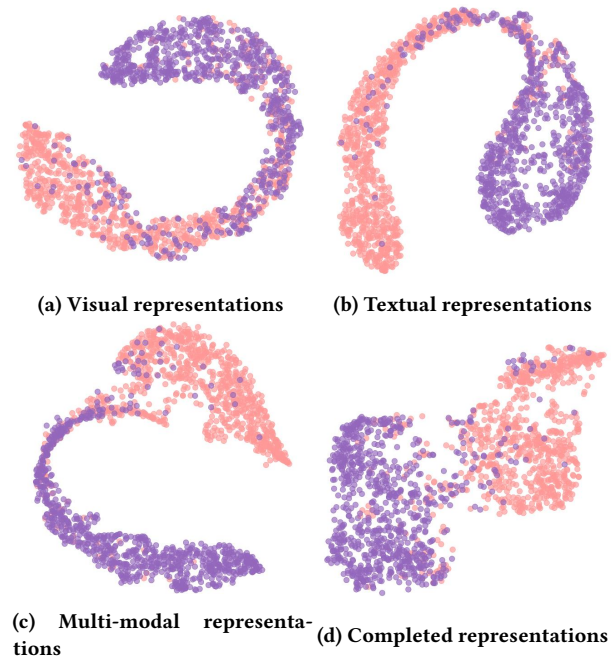 (a) Visual representations
(b) Textual representations
(c) Multi-modal representa-
tions
(d) Completed representations